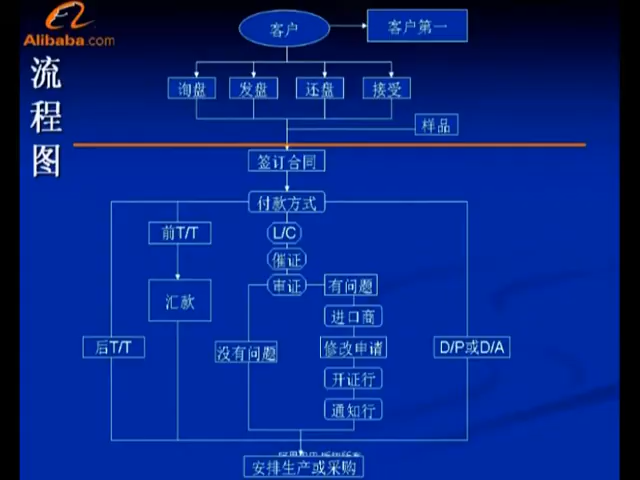 Alibaba.com
流程图
客户
客户第一
询盘
发盘
还盘
接受
样品
签订合同
付款方式
前T/T
L/C
催证
审证
有问题
汇款
进口商
后T/T
没有问题
修改申请
D/P或D/A
开证行
通知行
安排生产或采购